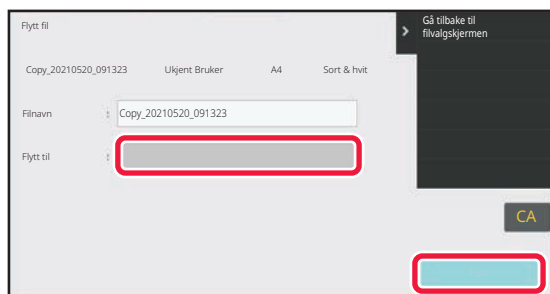 Flytt fil
Gå tilbake til
filvalgskjermen
Copy_20210520_091323 Ukjent Bruker A4 Sort & hvit
Filnavn : Copy_20210520_091323
Flytt til :
CA